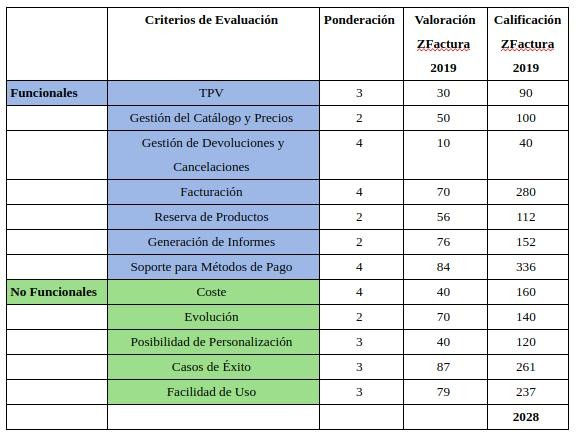 Criterios de Evaluación Ponderación Valoración Calificación
ZFactura ZFactura
2019 2019
Funcionales TPV 3 30 90
Gestión del Catálogo y Precios 2 50 100
Gestión de Devoluciones y 4 10 40
Cancelaciones
Facturación 4 70 280
Reserva de Productos 2 56 112
Generación de Informes 2 76 152
Soporte para Métodos de Pago 4 84 336
No Funcionales Coste 4 40 160
Evolución 2 70 140
Posibilidad de Personalización 3 40 120
Casos de Éxito 3 87 261
Facilidad de Uso 3 79 237
2028